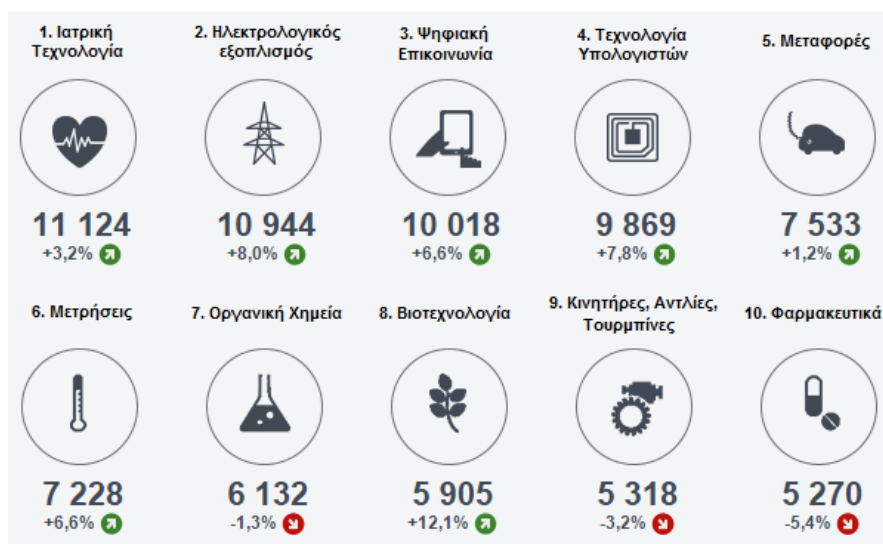 1. Ιατρική
Τεχνολογία
2. Ηλεκτρολογικός
εξοπλισμός
3. Ψηφιακή
Επικοινωνία
4. Τεχνολογία
Υπολογιστών
5. Μεταφορές
11 124
+3,2%
10 944
+8,0%
10 018
+6,6%
9 869
+7,8%
7 533
+1,2%
6. Μετρήσεις
7. Οργανική Χημεία
8. Βιοτεχνολογία
9. Κινητήρες, Αντλίες,
Τουρμπίνες
10. Φαρμακευτικά
7 228
+6,6%
6 132
-1,3%
5 905
+12,1%
5 318
-3,2%
5 270
-5,4%